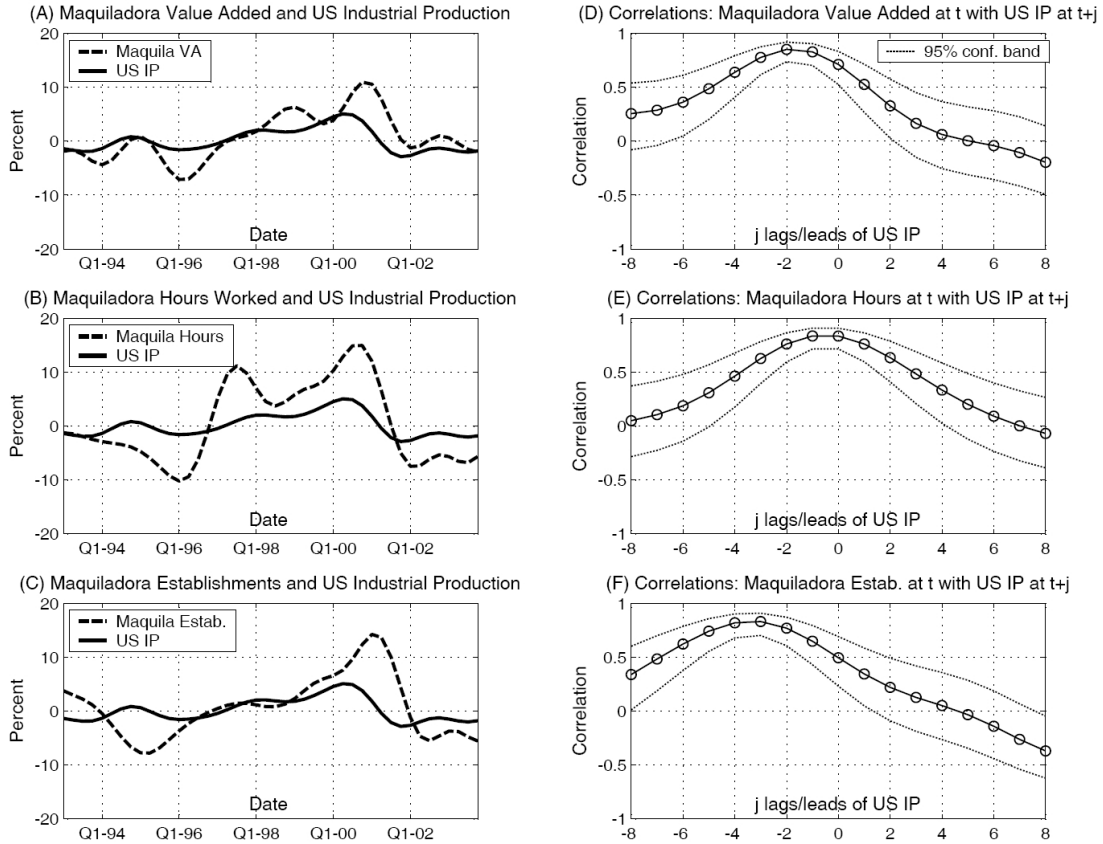 (A) Maquiladora Value Added and US Industrial Production
20
10
0
-10
-20
Percent
Maquila VA
US IP
Date
Q1-94 Q1-96 Q1-98 Q1-00 Q1-02
(D) Correlations: Maquiladora Value Added at t with US IP at t+j
1
0.5
0
-0.5
-1
Correlation
95% conf. band
j lags/leads of US IP
-8 -6 -4 -2 0 2 4 6 8
(B) Maquiladora Hours Worked and US Industrial Production
20
10
0
-10
-20
Percent
Maquila Hours
US IP
Date
Q1-94 Q1-96 Q1-98 Q1-00 Q1-02
(E) Correlations: Maquiladora Hours at t with US IP at t+j
1
0.5
0
-0.5
-1
Correlation
j lags/leads of US IP
-8 -6 -4 -2 0 2 4 6 8
(C) Maquiladora Establishments and US Industrial Production
20
10
0
-10
-20
Percent
Maquila Estab.
US IP
Date
Q1-94 Q1-96 Q1-98 Q1-00 Q1-02
(F) Correlations: Maquiladora Estab. at t with US IP at t+j
1
0.5
0
-0.5
-1
Correlation
j lags/leads of US IP
-8 -6 -4 -2 0 2 4 6 8